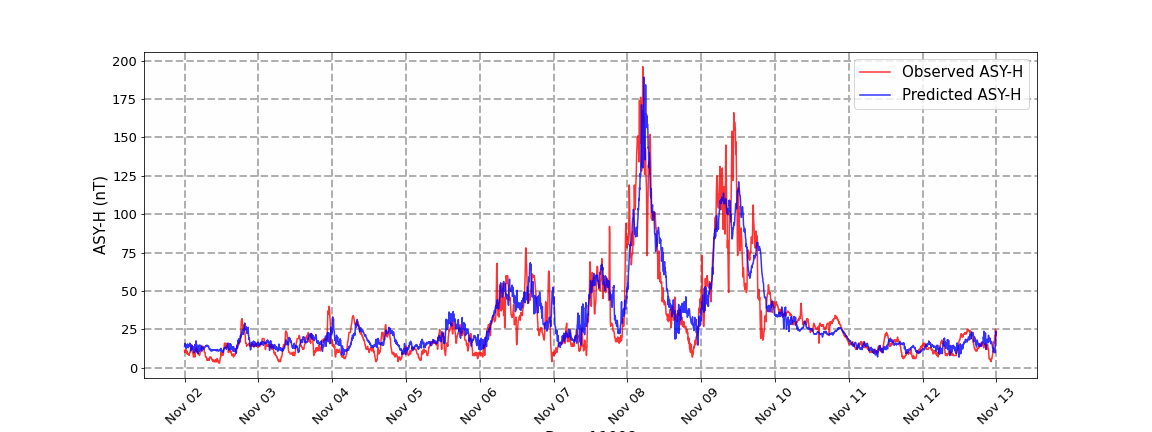 200
175
150
125
100
75
50
25
0
ASY-H (nT)
Observed ASY-H
Predicted ASY-H
Nov 02
Nov 03
Nov 04
Nov 05
Nov 06
Nov 07
Nov 08
Nov 09
Nov 10
Nov 11
Nov 12
Nov 13